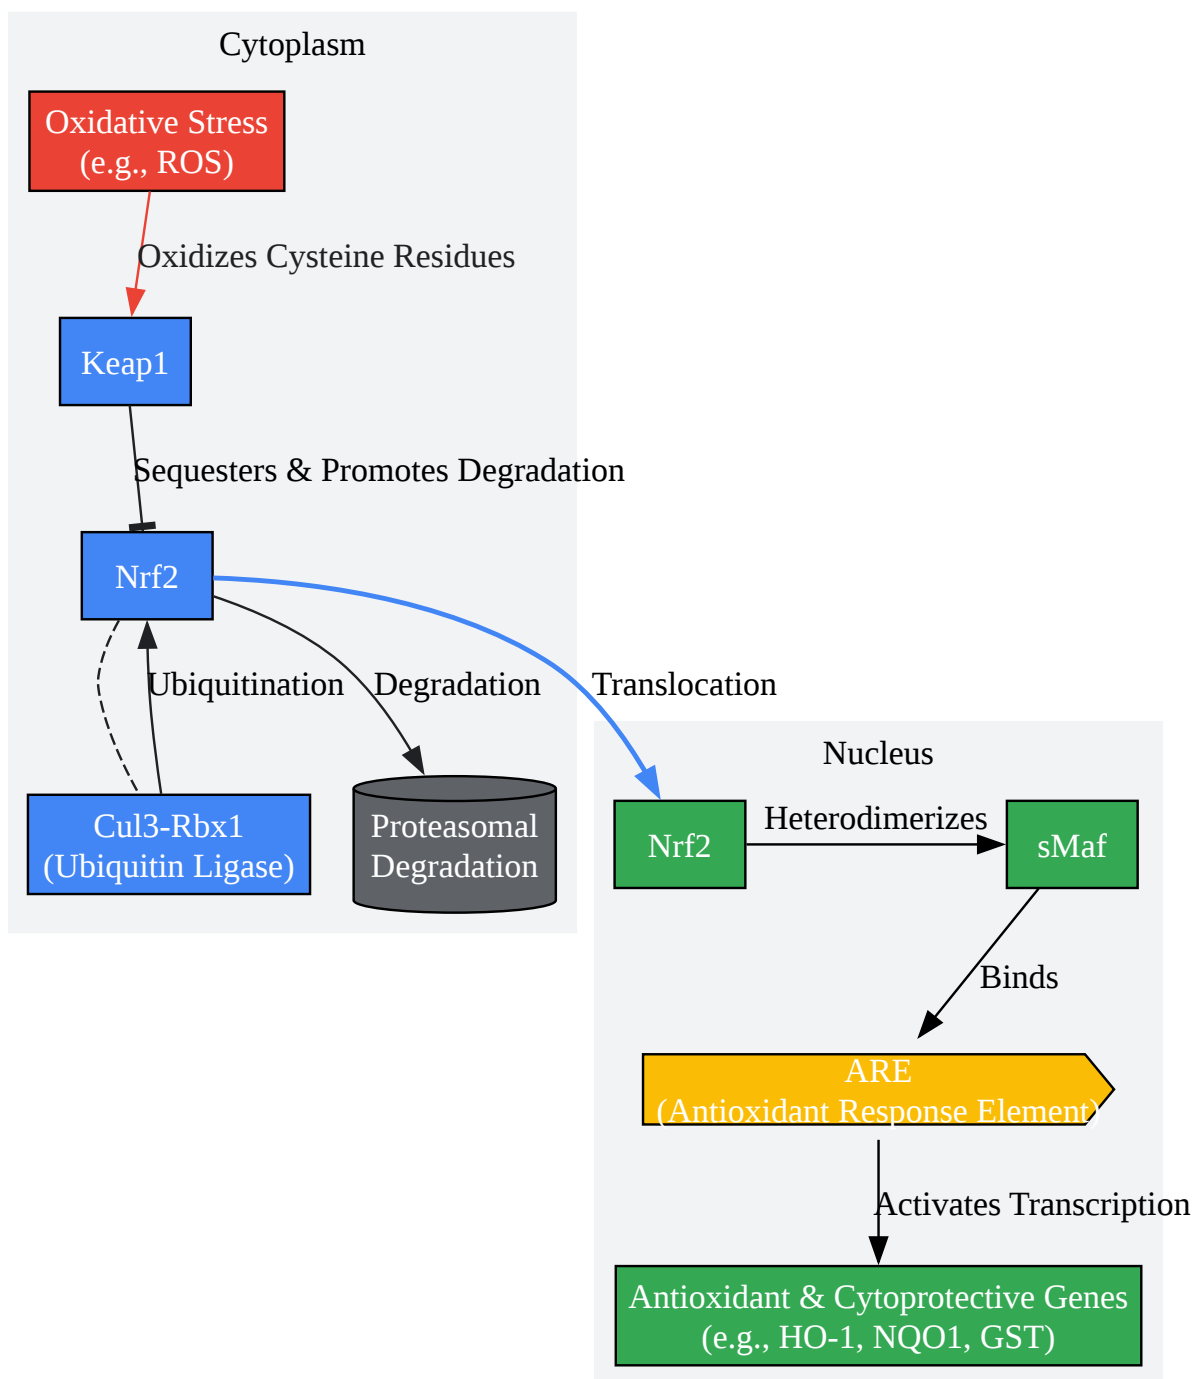 Cytoplasm
Oxidative Stress
(e.g., ROS)
Oxidizes Cysteine Residues
Keap1
Sequesters & Promotes Degradation
Nrf2
Ubiquitination
Degradation
Translocation
Cul3-Rbx1
(Ubiquitin Ligase)
Proteasomal
Degradation
Nucleus
Nrf2
Heterodimerizes
sMaf
Binds
ARE
(Antioxidant Response Element)
Activates Transcription
Antioxidant & Cytoprotective Genes
(e.g., HO-1, NQO1, GST)